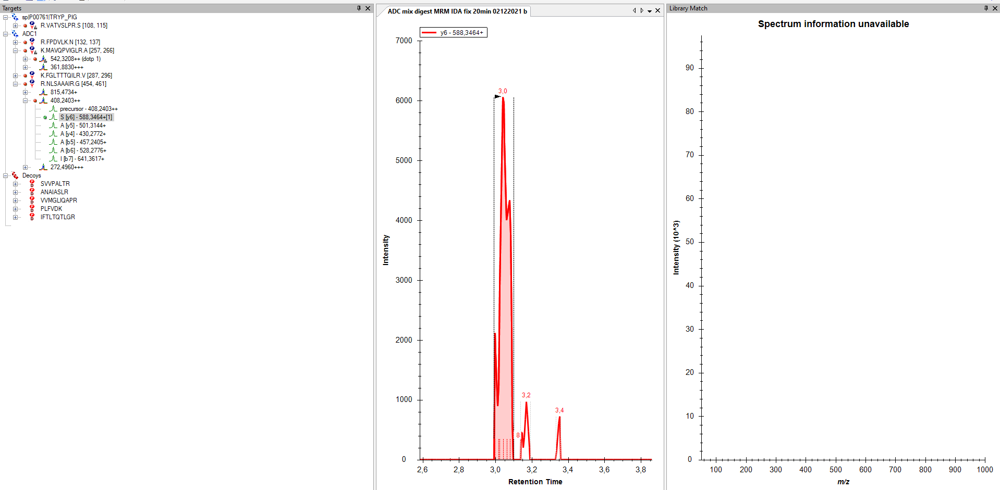 Targets
sp|P00761|TRYP_PIG
R.VATVSLPR.S [108, 115]
ADC1
R.FPDVLK.N [132, 137]
K.MAVQPVIGLR.A [257, 266]
542,3208++ (dotp 1)
361,8830+++
K.FGLTTTQILR.V [287, 296]
R.NLSAAAIR.G [454, 461]
815,4734+
408,2403++
precursor - 408,2403++
S [y6] - 588,3464+[1]
A [y5] - 501,3144+
A [y4] - 430,2772+
A [b5] - 457,2405+
A [b6] - 528,2776+
I [b7] - 641,3617+
272,4960+++
Decoys
SVVPALTR
ANAIASLR
VVMGLIQAPR
PLFVDK
IFTLTQTLGR
ADC mix digest MRM IDA fix 20min 02122021 b
y6 - 588,3464+
7000
6000
5000
4000
3000
2000
1000
0
Intensity
3,0
3,2
3,4
8
2,6 2,8 3,0 3,2 3,4 3,6 3,8
Retention Time
Library Match
Spectrum information unavailable
90
80
70
60
50
40
30
20
10
0
Intensity (10^3)
100 200 300 400 500 600 700 800 900 1000
m/z